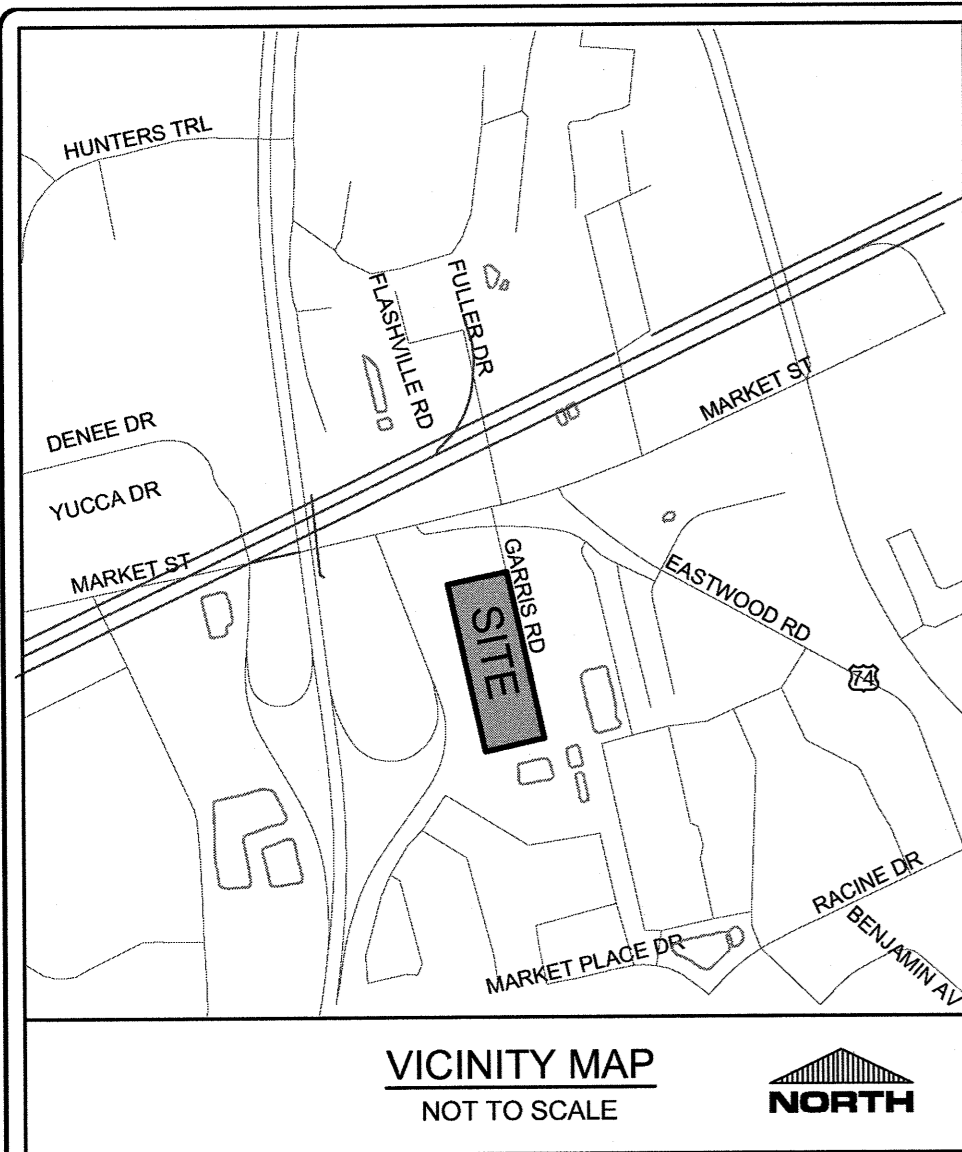 HUNTERS TRL
FLASHVILLE RD
FULLER DR
MARKET ST
DENEE DR
YUCCA DR
MARKET ST
GARRIS RD
SITE
EASTWOOD RD
74
RACINE DR
BENJAMIN AV
MARKET PLACE DR
VICINITY MAP
NOT TO SCALE
NORTH